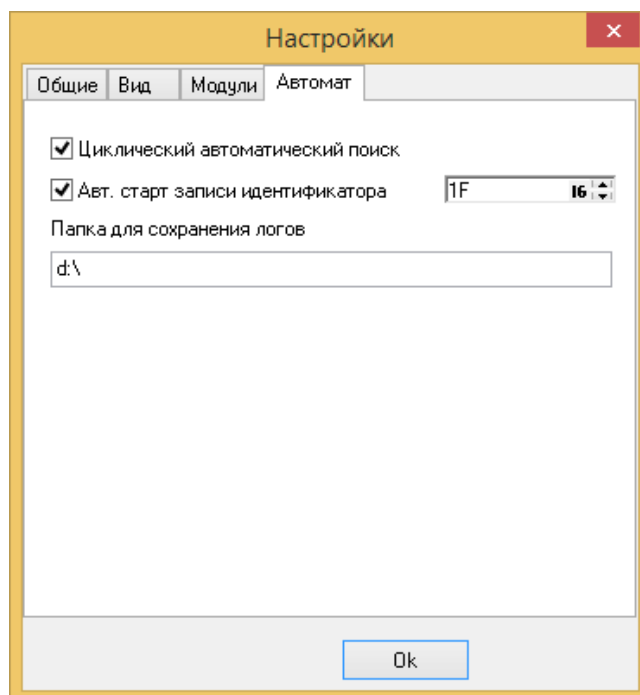 Настройки
Общие Вид Модули Автомат
Циклический автоматический поиск
Авт. старт записи идентификатора 1F 16
Папка для сохранения логов
d:\
Ok